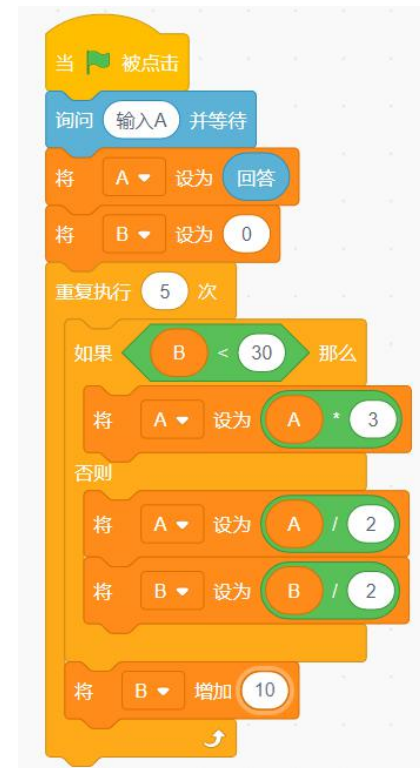 当 被点击
询问 输入A 并等待
将 A 设为 回答
将 B 设为 0
重复执行 5 次
如果 B < 30 那么
将 A 设为 A * 3
否则
将 A 设为 A / 2
将 B 设为 B / 2
将 B 增加 10